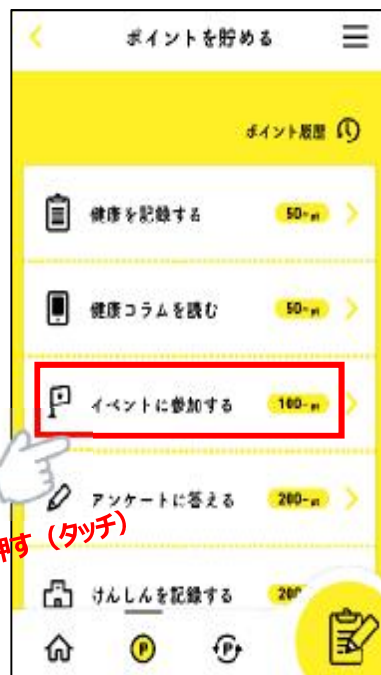 ポイントを貯める
ポイント履歴
健康を記録する 50~pt
健康コラムを読む 50~pt
イベントに参加する 100~pt
アンケートに答える 200~pt
押す（タッチ）
けんしんを記録する 200
P
P